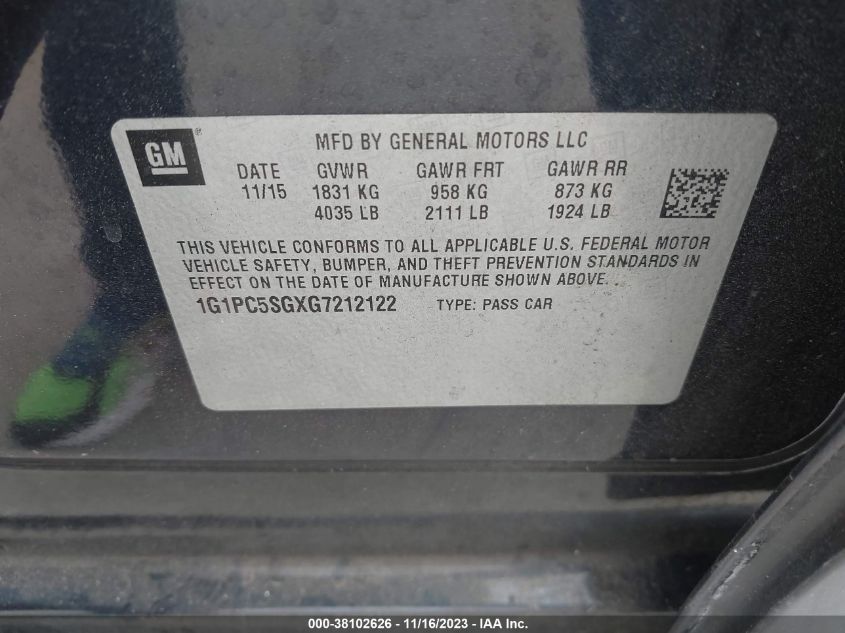 GM®
MFD BY GENERAL MOTORS LLC
DATE GVWR GAWR FRT GAWR RR
11/15 1831 KG 958 KG 873 KG
4035 LB 2111 LB 1924 LB
THIS VEHICLE CONFORMS TO ALL APPLICABLE U.S. FEDERAL MOTOR
VEHICLE SAFETY, BUMPER, AND THEFT PREVENTION STANDARDS IN
EFFECT ON THE DATE OF MANUFACTURE SHOWN ABOVE.
1G1PC5SGXG7212122 TYPE: PASS CAR
000-38102626 - 11/16/2023 - IAA Inc.